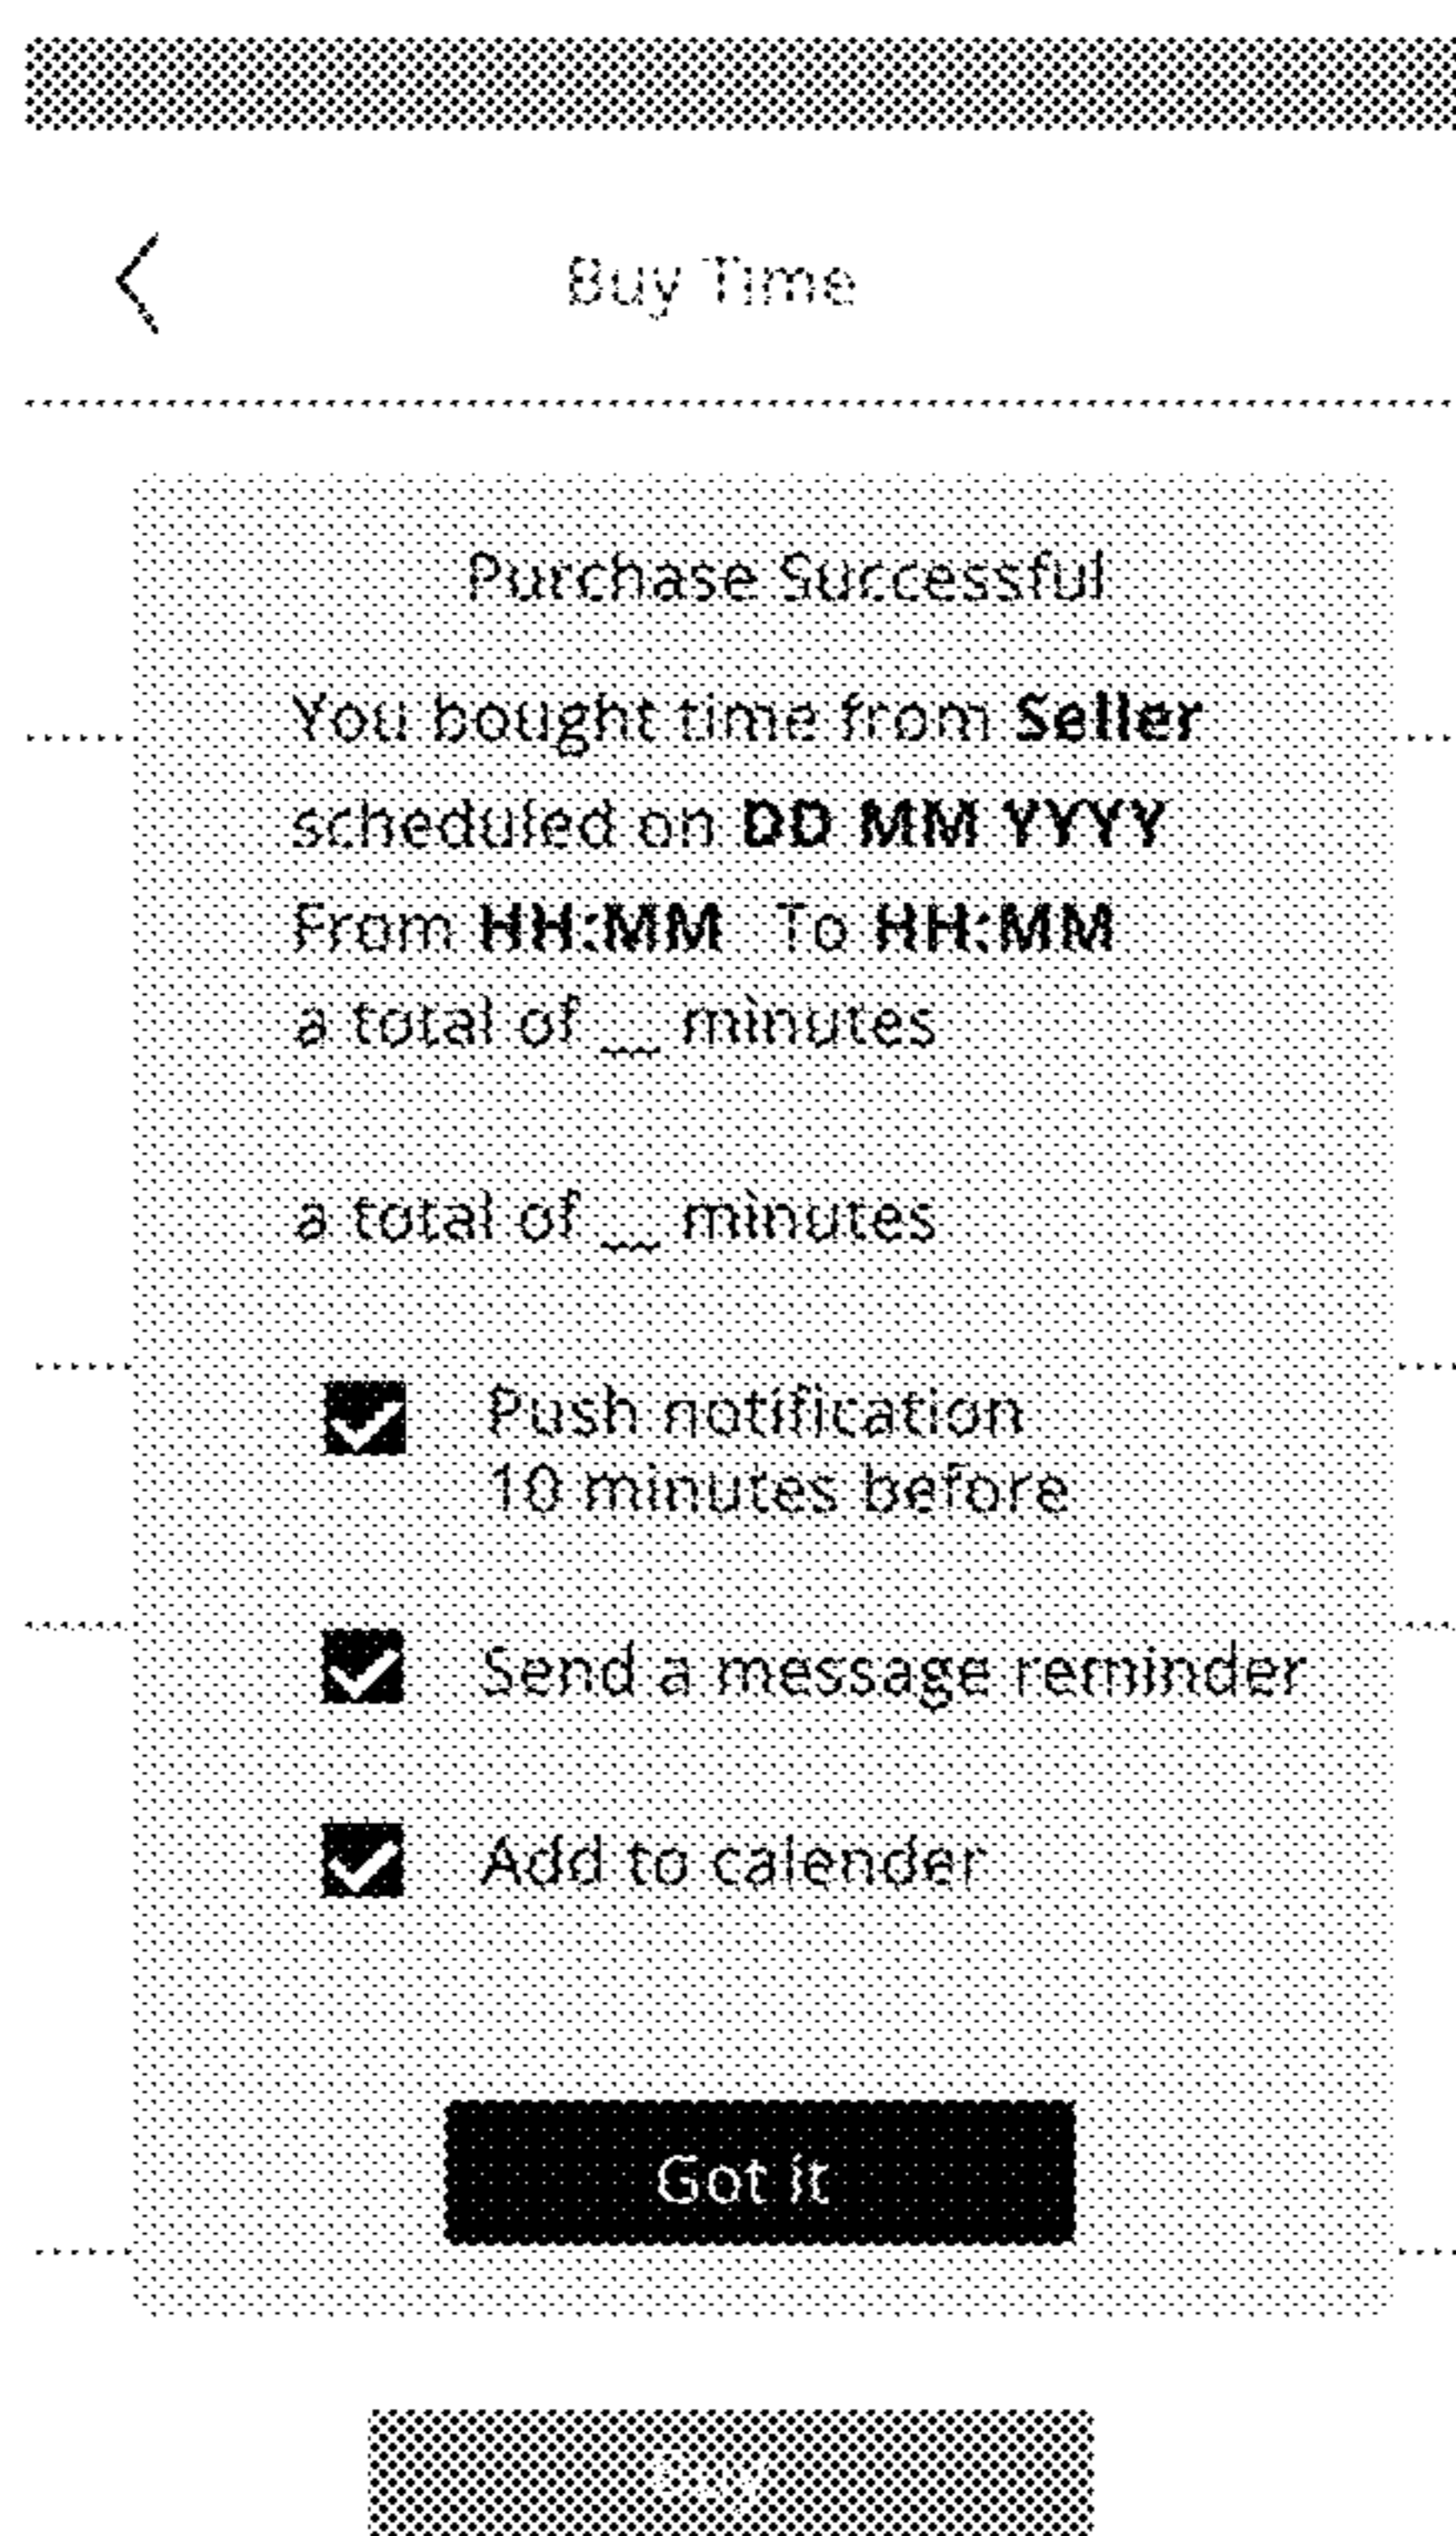 Buy Time
Purchase Successful
You bought time from Seller
scheduled on DD MM YYYY
From HH:MM To HH:MM
a total of __ minutes
a total of __ minutes
Push notification
10 minutes before
Send a message reminder
Add to calender
Got it
Buy